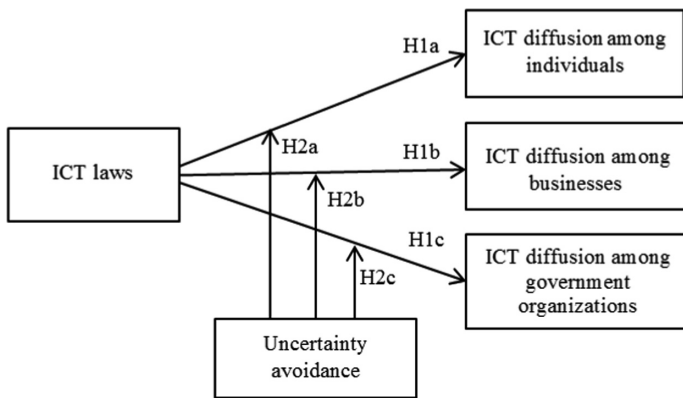 H1a
ICT diffusion among
individuals
ICT laws
H2a
H1b
ICT diffusion among
businesses
H2b
H1c
ICT diffusion among
government
organizations
H2c
Uncertainty
avoidance